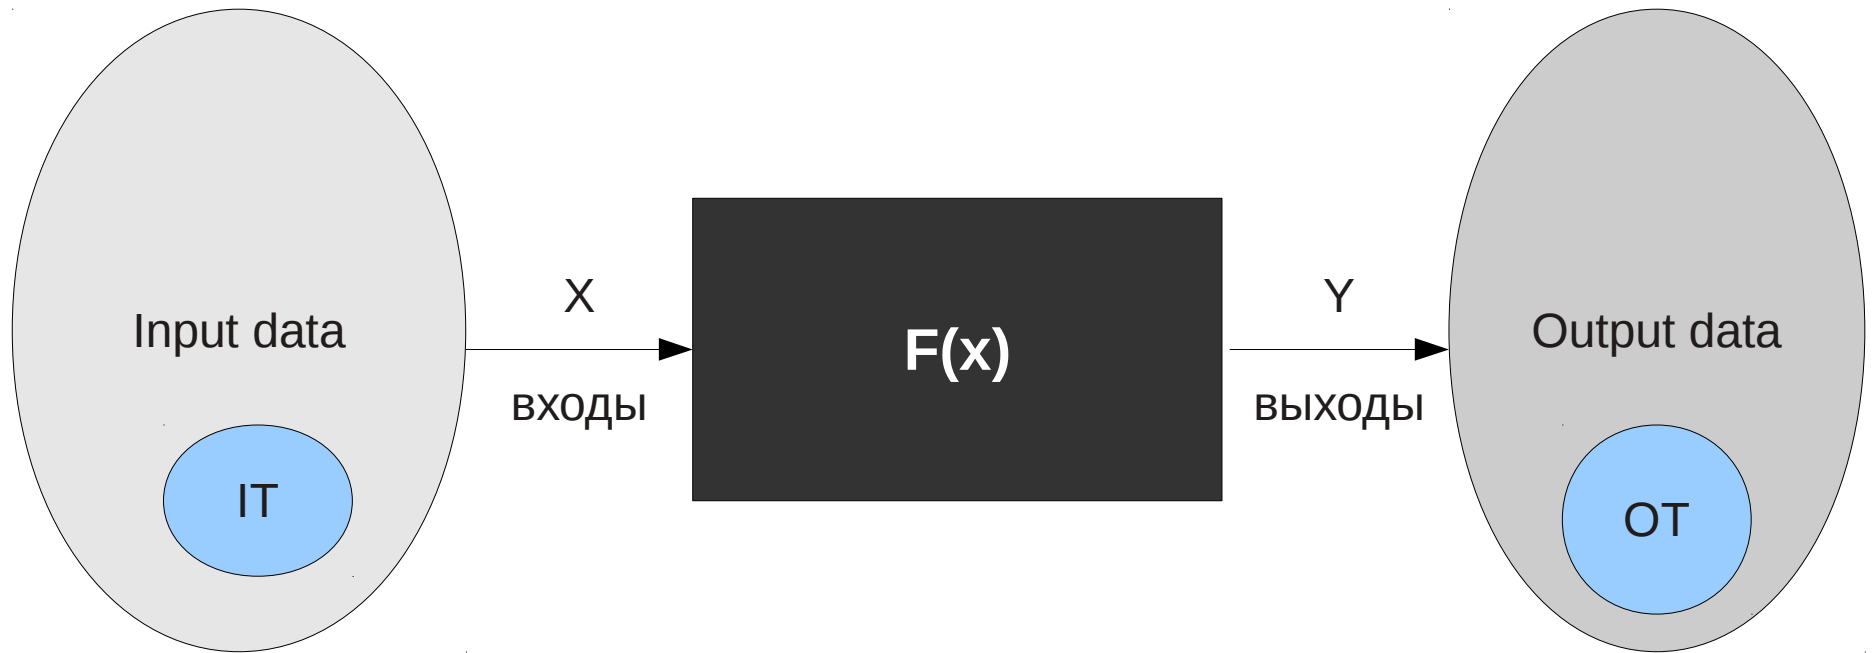 Input data
IT
X
входы
F(x)
Y
выходы
Output data
OT